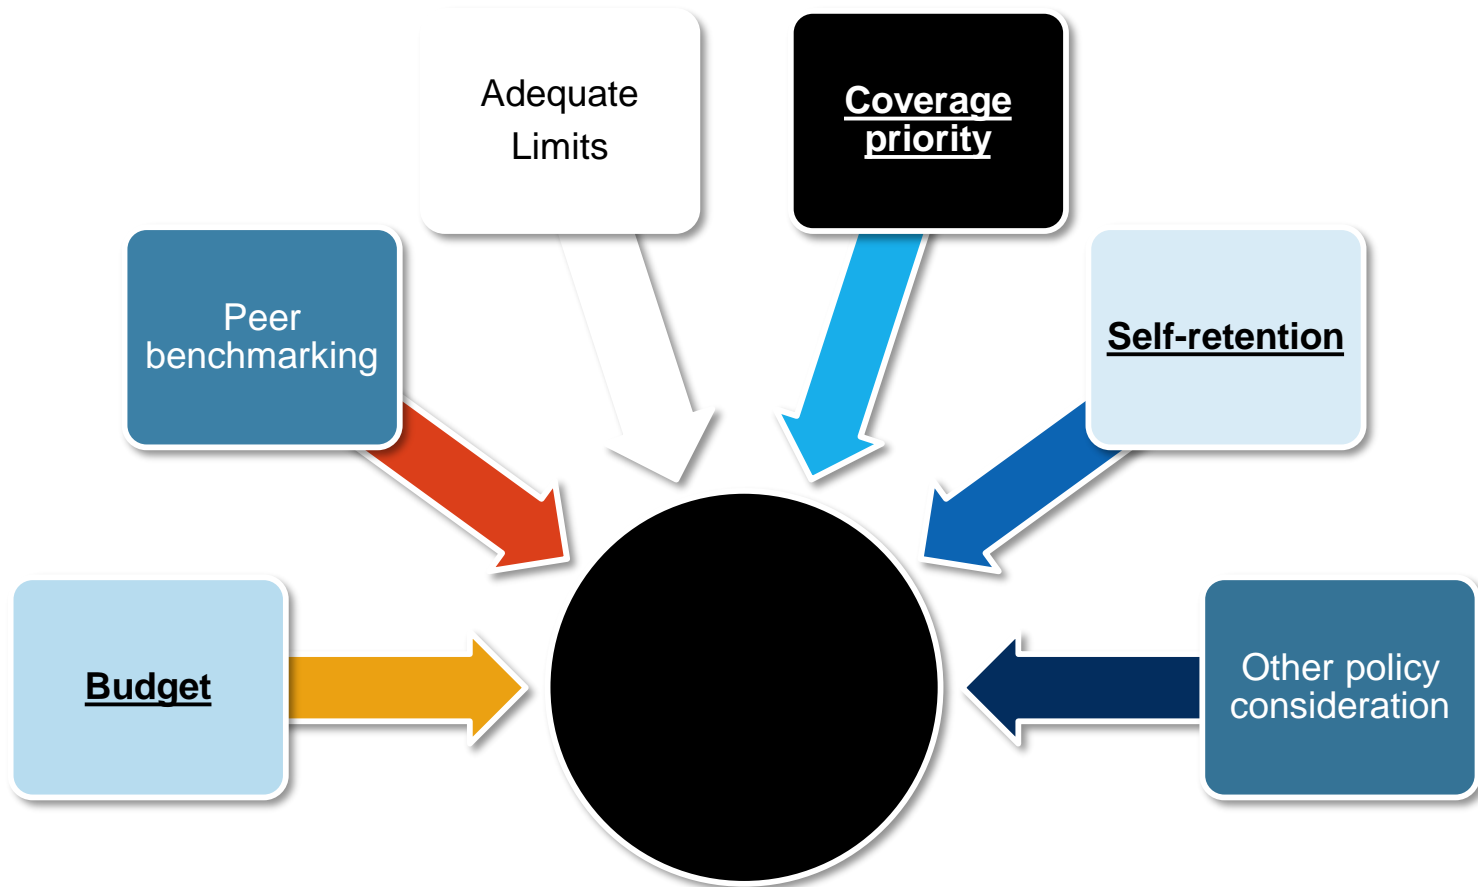 Adequate
Limits
Coverage
priority
Peer
benchmarking
Self-retention
Budget
Other policy
consideration